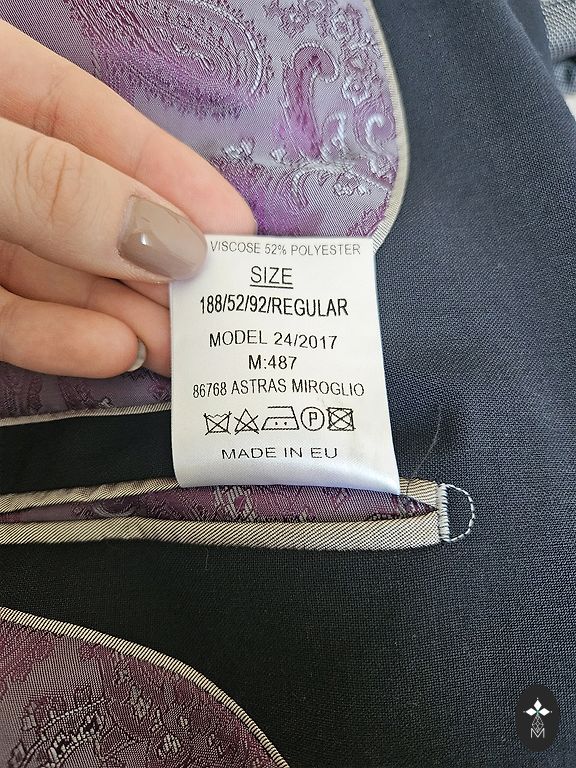 VISCOSE 52% POLYESTER
SIZE
188/52/92/REGULAR
MODEL 24/2017
M:487
86768 ASTRAS MIROGLIO
P
MADE IN EU
M